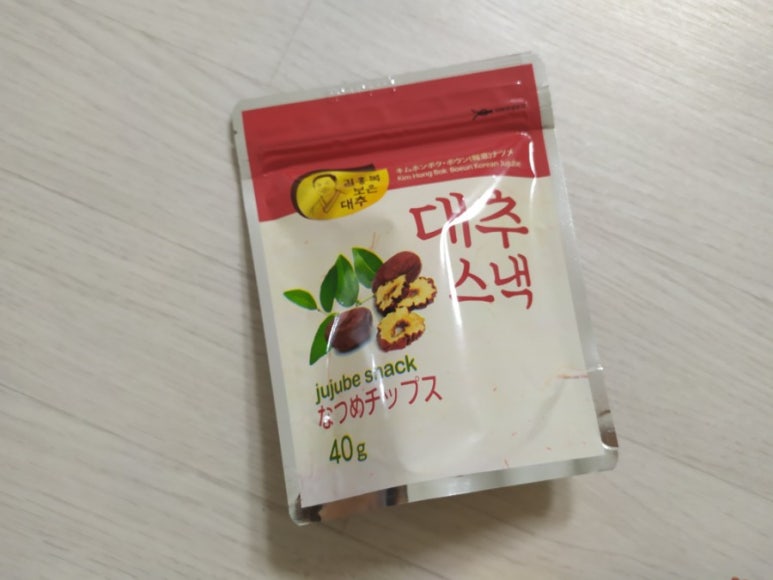 キムホンボク・ボウン(報恩)ナツメ
Kim Hong Bok Boeun Korean Jujube
김홍복
보은
대추
대추
스낵
jujube snack
なつめチップス
40g